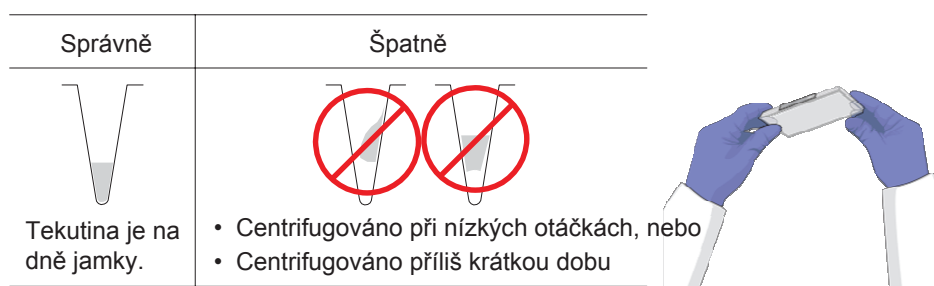 Správně
Špatně
Tekutina je na
dně jamky.
• Centrifugováno při nízkých otáčkách, nebo
• Centrifugováno příliš krátkou dobu